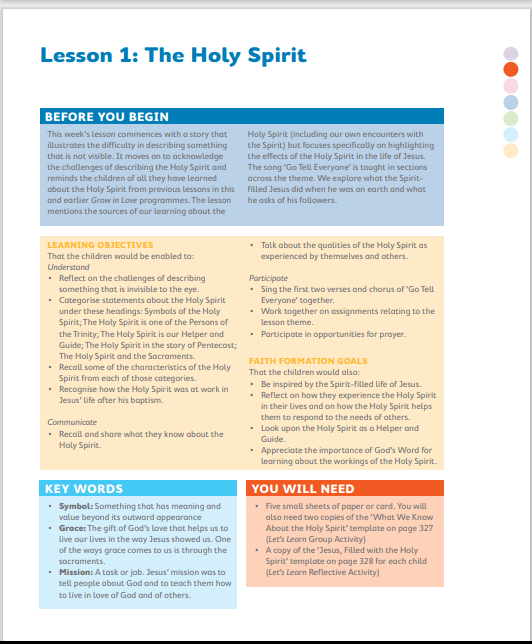 Lesson 1: The Holy Spirit
BEFORE YOU BEGIN
This week's lesson commences with a story that
illustrates the difficulty in describing something
that is not visible. It moves on to acknowledge
the challenges of describing the Holy Spirit and
reminds the children of all they have learned
about the Holy Spirit from previous lessons in this
and earlier Grow in Love programmes. The lesson
mentions the sources of our learning about the
Holy Spirit (including our own encounters with
the Spirit) but focuses specifically on highlighting
the effects of the Holy Spirit in the life of Jesus.
The song 'Go Tell Everyone' is taught in sections
across the theme. We explore what the Spirit-
filled Jesus did when he was on earth and what
he asks of his followers.
LEARNING OBJECTIVES
That the children would be enabled to:
Understand
• Reflect on the challenges of describing
something that is invisible to the eye.
• Categorise statements about the Holy Spirit
under these headings: Symbols of the Holy
Spirit; The Holy Spirit is one of the Persons of
the Trinity; The Holy Spirit is our Helper and
Guide; The Holy Spirit in the story of Pentecost;
The Holy Spirit and the Sacraments.
• Recall some of the characteristics of the Holy
Spirit from each of those categories.
• Recognise how the Holy Spirit was at work in
Jesus' life after his baptism.
Communicate
• Recall and share what they know about the
Holy Spirit.
• Talk about the qualities of the Holy Spirit as
experienced by themselves and others.
Participate
• Sing the first two verses and chorus of 'Go Tell
Everyone' together.
• Work together on assignments relating to the
lesson theme.
• Participate in opportunities for prayer.
FAITH FORMATION GOALS
That the children would also:
• Be inspired by the Spirit-filled life of Jesus.
• Reflect on how they experience the Holy Spirit
in their lives and on how the Holy Spirit helps
them to respond to the needs of others.
• Look upon the Holy Spirit as a Helper and
Guide.
• Appreciate the importance of God's Word for
learning about the workings of the Holy Spirit.
KEY WORDS
• Symbol: Something that has meaning and
value beyond its outward appearance
• Grace: The gift of God's love that helps us to
live our lives in the way Jesus showed us. One
of the ways grace comes to us is through the
sacraments.
• Mission: A task or job. Jesus' mission was to
tell people about God and to teach them how
to live in love of God and of others.
YOU WILL NEED
• Five small sheets of paper or card. You will
also need two copies of the 'What We Know
About the Holy Spirit' template on page 327
(Let's Learn Group Activity)
• A copy of the 'Jesus, Filled with the Holy
Spirit' template on page 328 for each child
(Let's Learn Reflective Activity)